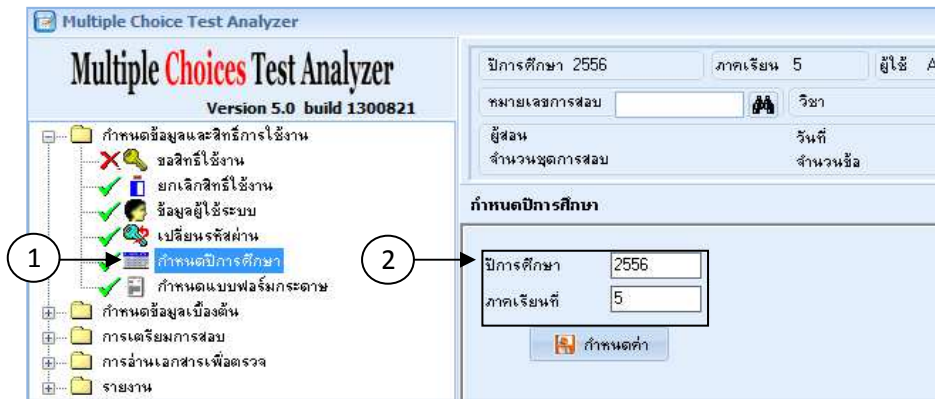 Multiple Choice Test Analyzer
Multiple Choices Test Analyzer
Version 5.0 build 1300821
กำหนดข้อมูลและสิทธิ์การใช้งาน
ขอสิทธิ์ใช้งาน
ยกเลิกสิทธิ์ใช้งาน
ข้อมูลผู้ใช้ระบบ
เปลี่ยนรหัสผ่าน
1
กำหนดปีการศึกษา
กำหนดแบบฟอร์มกระดาษ
กำหนดข้อมูลเบื้องต้น
การเตรียมการสอบ
การอ่านเอกสารเพื่อตรวจ
รายงาน
ปีการศึกษา 2556 ภาคเรียน 5 ผู้ใช้ A
หมายเลขการสอบ วิชา
ผู้สอน วันที่
จำนวนชุดการสอบ จำนวนข้อ
กำหนดปีการศึกษา
2
ปีการศึกษา 2556
ภาคเรียนที่ 5
กำหนดค่า